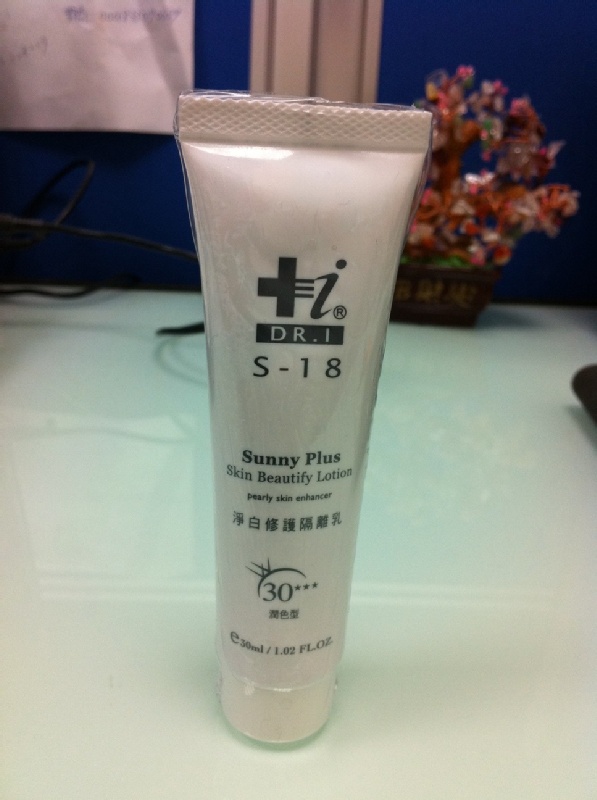 i®
DR.I
S-18
Sunny Plus
Skin Beautify Lotion
pearly skin enhancer
淨白修護隔離乳
30***
潤色型
e30ml / 1.02 FL.OZ.